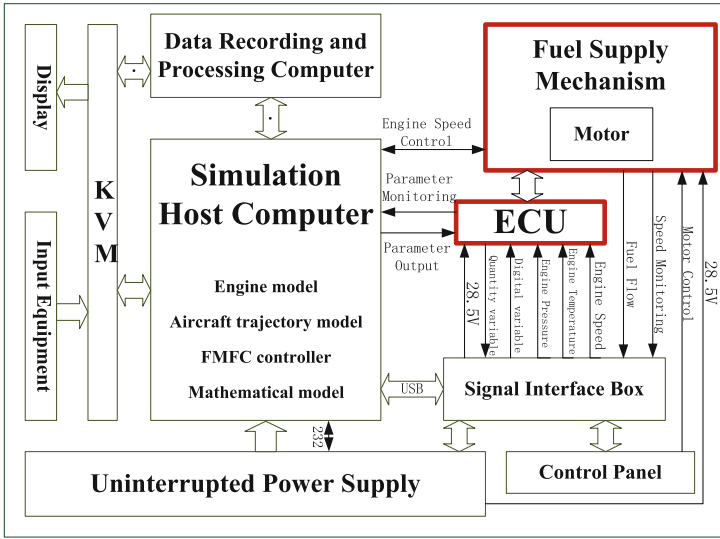 Data Recording and
Processing Computer
Fuel Supply
Mechanism
Motor
Display
KVM
Input Equipment
Engine Speed
Control
Parameter
Monitoring
Parameter
Output
Simulation
Host Computer
Engine model
Aircraft trajectory model
FMFC controller
Mathematical model
ECU
28.5V
Quantity variable
Digital variable
Engine Pressure
Engine Temperature
Engine Speed
Fuel Flow
Speed Monitoring
Motor Control
28.5V
USB
Signal Interface Box
232
Uninterrupted Power Supply
Control Panel